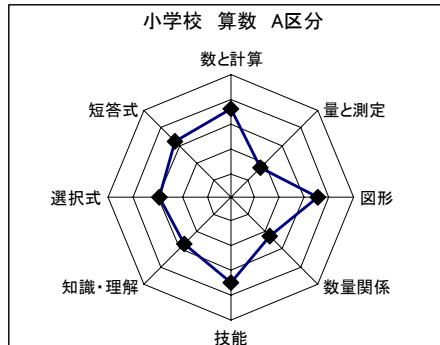 小学校 算数 A区分
数と計算
短答式
量と測定
選択式
図形
知識・理解
数量関係
技能